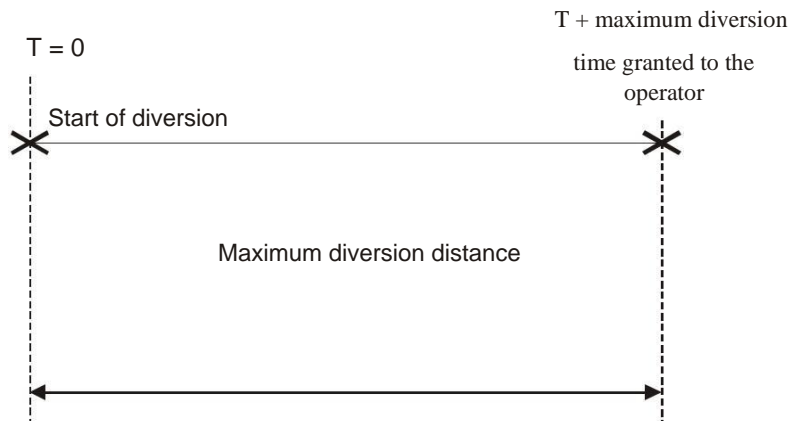 T + maximum diversion
time granted to the
operator
T = 0
Start of diversion
Maximum diversion distance